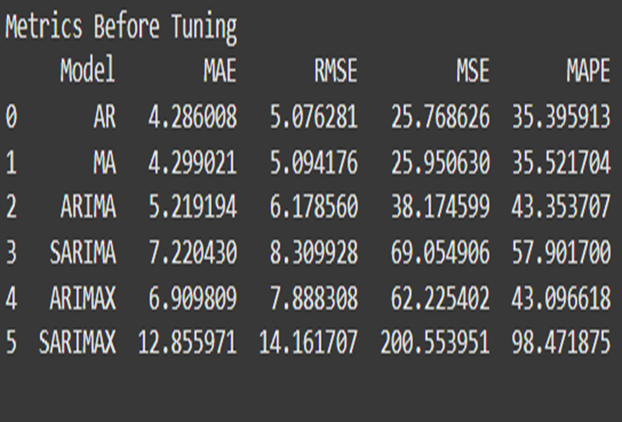 Metrics Before Tuning
Model MAE RMSE MSE MAPE
0 AR 4.286008 5.076281 25.768626 35.395913
1 MA 4.299021 5.094176 25.950630 35.521704
2 ARIMA 5.219194 6.178560 38.174599 43.353707
3 SARIMA 7.220430 8.309928 69.054906 57.901700
4 ARIMAX 6.909809 7.888308 62.225402 43.096618
5 SARIMAX 12.855971 14.161707 200.553951 98.471875